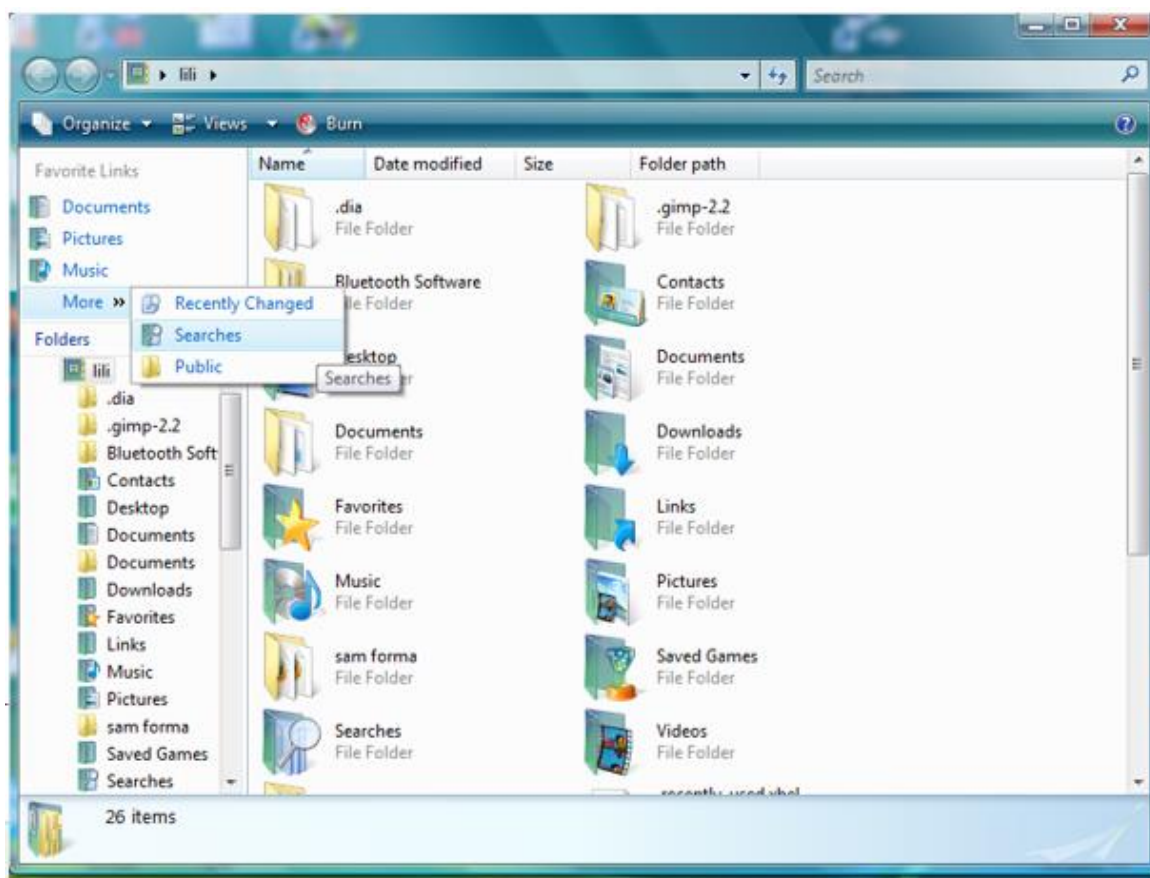 lili
Search
Organize Views Burn
Favorite Links
Documents
Pictures
Music
More »
Recently Changed
Searches
Public
Searches
Folders
lili
.dia
.gimp-2.2
Bluetooth Soft
Contacts
Desktop
Documents
Documents
Downloads
Favorites
Links
Music
Pictures
sam forma
Saved Games
Searches
Name Date modified Size Folder path
.dia
File Folder
.gimp-2.2
File Folder
Bluetooth Software
File Folder
Contacts
File Folder
esktop
Documents
File Folder
Documents
File Folder
Downloads
File Folder
Favorites
File Folder
Links
File Folder
Music
File Folder
Pictures
File Folder
sam forma
File Folder
Saved Games
File Folder
Searches
File Folder
Videos
File Folder
26 items